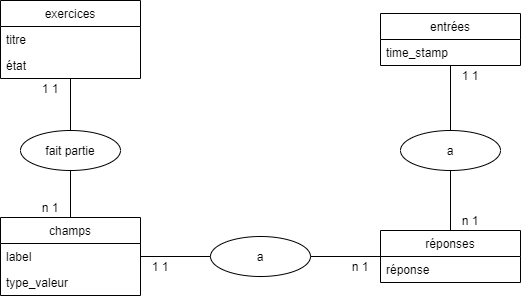 exercices
titre
état
1 1
fait partie
n 1
champs
label
type_valeur
1 1
a
n 1
entrées
time_stamp
1 1
a
n 1
réponses
réponse